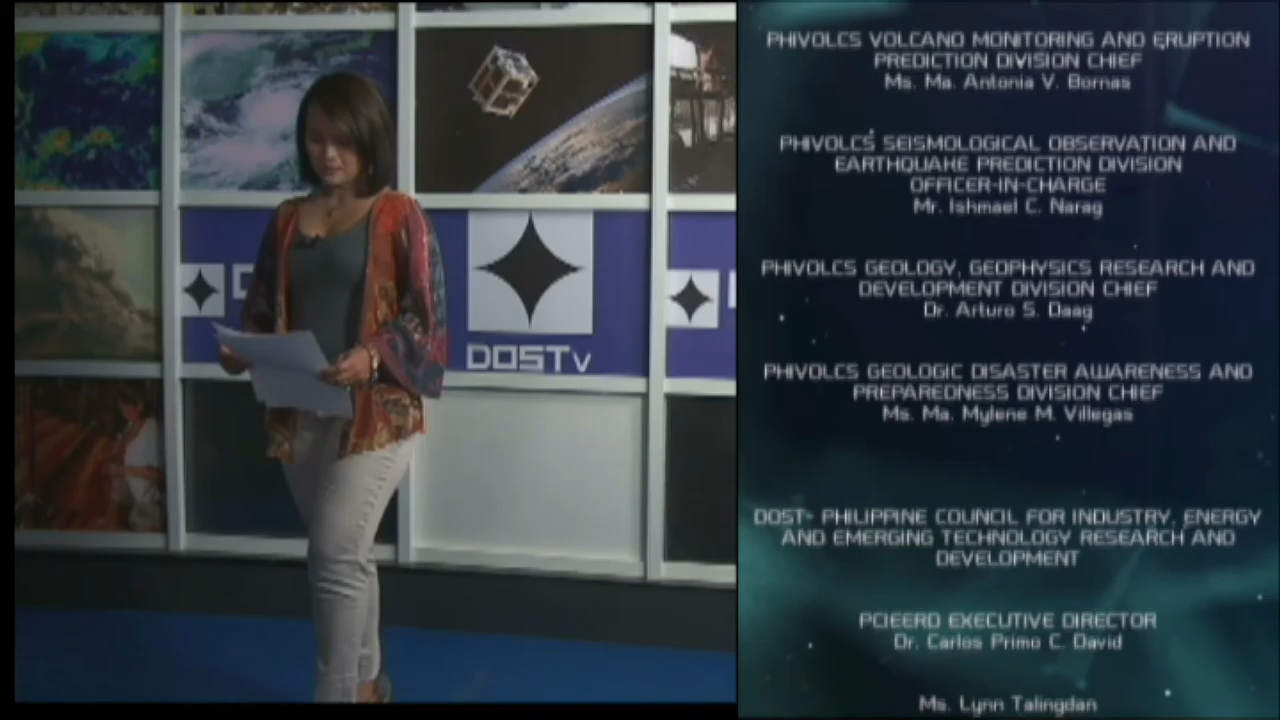 DOSTv
PHIVOLCS VOLCANO MONITORING AND ERUPTION
PREDICTION DIVISION CHIEF
Ms. Ma. Antonia V. Bornas
PHIVOLCS SEISMOLOGICAL OBSERVATION AND
EARTHQUAKE PREDICTION DIVISION
OFFICER-IN-CHARGE
Mr. Ishmael C. Narag
PHIVOLCS GEOLOGY, GEOPHYSICS RESEARCH AND
DEVELOPMENT DIVISION CHIEF
Dr. Arturo S. Daag
PHIVOLCS GEOLOGIC DISASTER AWARENESS AND
PREPAREDNESS DIVISION CHIEF
Ms. Ma. Mylene M. Villegas
DOST- PHILIPPINE COUNCIL FOR INDUSTRY, ENERGY
AND EMERGING TECHNOLOGY RESEARCH AND
DEVELOPMENT
PCIEERD EXECUTIVE DIRECTOR
Dr. Carlos Primo C. David
Ms. Lynn Talingdan